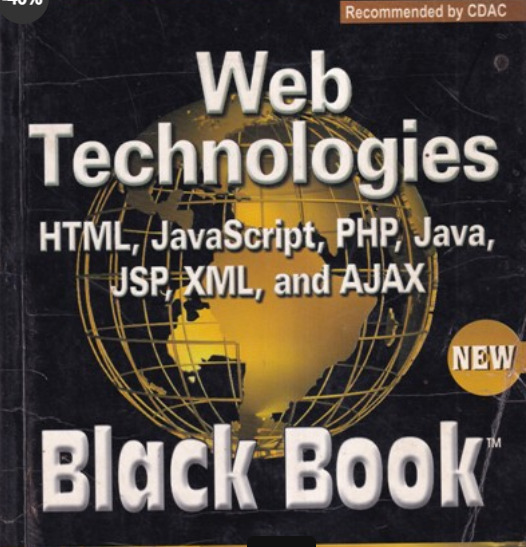 Recommended by CDAC
Web
Technologies
HTML, JavaScript, PHP, Java,
JSP, XML, and AJAX
NEW
Black Book™